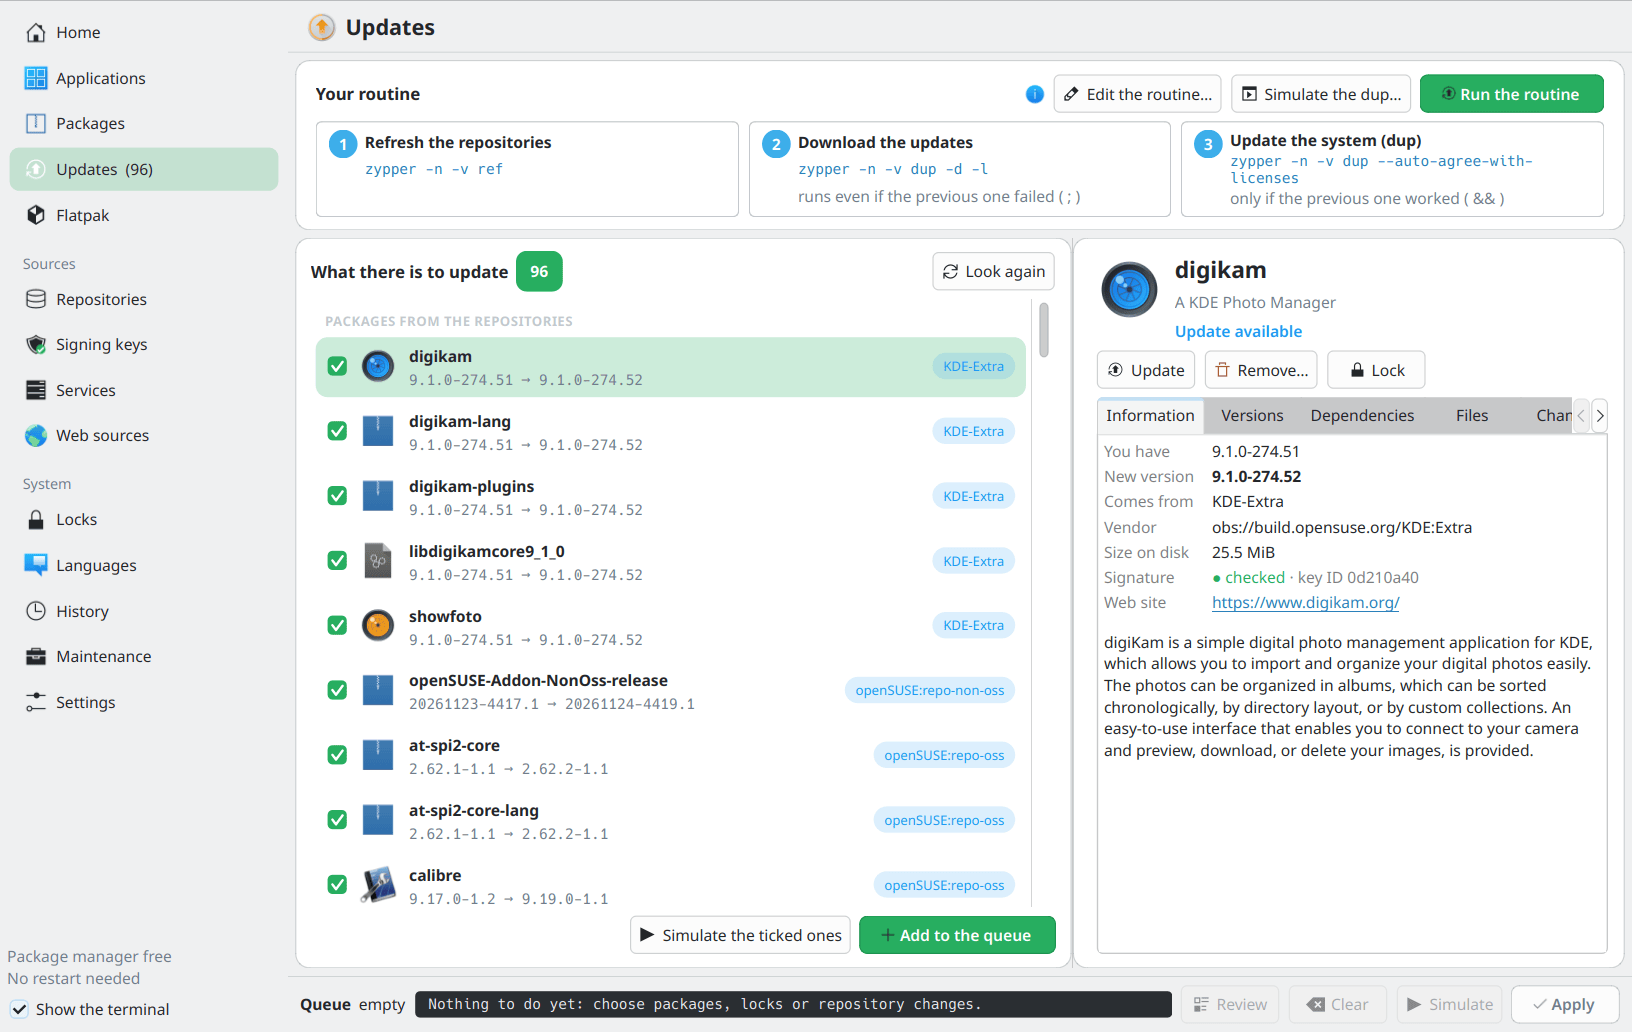 Home
Applications
Packages
Updates (96)
Flatpak
Sources
Repositories
Signing keys
Services
Web sources
System
Locks
Languages
History
Maintenance
Settings
Package manager free
No restart needed
Show the terminal
Updates
Your routine
Edit the routine...
Simulate the dup...
Run the routine
1
Refresh the repositories
zypper -n -v ref
2
Download the updates
zypper -n -v dup -d -l
runs even if the previous one failed ( ; )
3
Update the system (dup)
zypper -n -v dup --auto-agree-with-
licenses
only if the previous one worked ( && )
What there is to update 96
Look again
PACKAGES FROM THE REPOSITORIES
digikam
9.1.0-274.51 → 9.1.0-274.52
KDE-Extra
digikam-lang
9.1.0-274.51 → 9.1.0-274.52
KDE-Extra
digikam-plugins
9.1.0-274.51 → 9.1.0-274.52
KDE-Extra
libdigikamcore9_1_0
9.1.0-274.51 → 9.1.0-274.52
KDE-Extra
showfoto
9.1.0-274.51 → 9.1.0-274.52
KDE-Extra
openSUSE-Addon-NonOss-release
20261123-4417.1 → 20261124-4419.1
openSUSE:repo-non-oss
at-spi2-core
2.62.1-1.1 → 2.62.2-1.1
openSUSE:repo-oss
at-spi2-core-lang
2.62.1-1.1 → 2.62.2-1.1
openSUSE:repo-oss
calibre
9.17.0-1.2 → 9.19.0-1.1
openSUSE:repo-oss
Simulate the ticked ones
Add to the queue
digikam
A KDE Photo Manager
Update available
Update
Remove...
Lock
Information
Versions
Dependencies
Files
Char
You have 9.1.0-274.51
New version 9.1.0-274.52
Comes from KDE-Extra
Vendor obs://build.opensuse.org/KDE:Extra
Size on disk 25.5 MiB
Signature ● checked · key ID 0d210a40
Web site https://www.digikam.org/
digiKam is a simple digital photo management application for KDE,
which allows you to import and organize your digital photos easily.
The photos can be organized in albums, which can be sorted
chronologically, by directory layout, or by custom collections. An
easy-to-use interface that enables you to connect to your camera
and preview, download, or delete your images, is provided.
Queue empty
Nothing to do yet: choose packages, locks or repository changes.
Review
Clear
Simulate
Apply